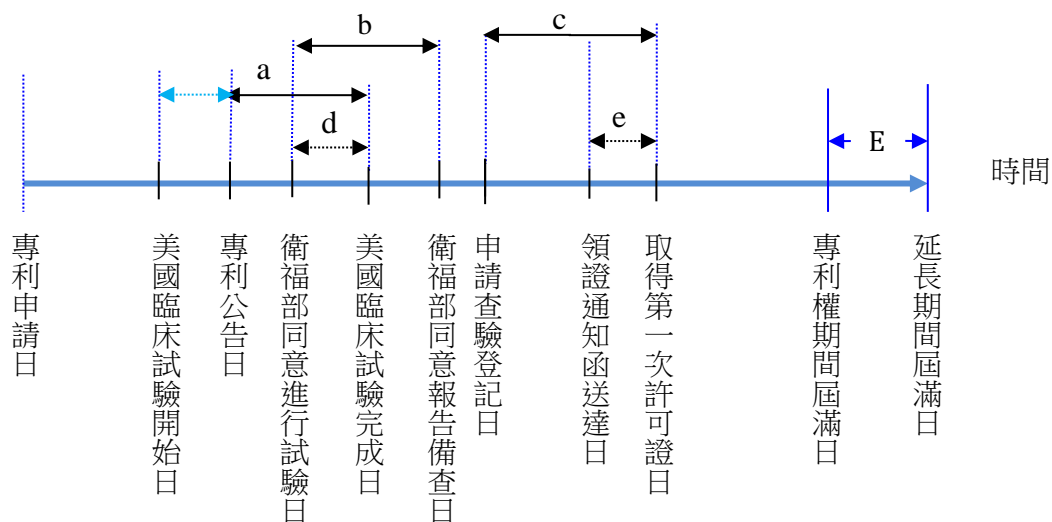 b
c
a
d
e
E
時間
專利申請日
美國臨床試驗開始日
專利公告日
衛福部同意進行試驗日
美國臨床試驗完成日
衛福部同意報告備查日
申請查驗登記日
領證通知函送達日
取得第一次許可證日
專利權期間屆滿日
延長期間屆滿日